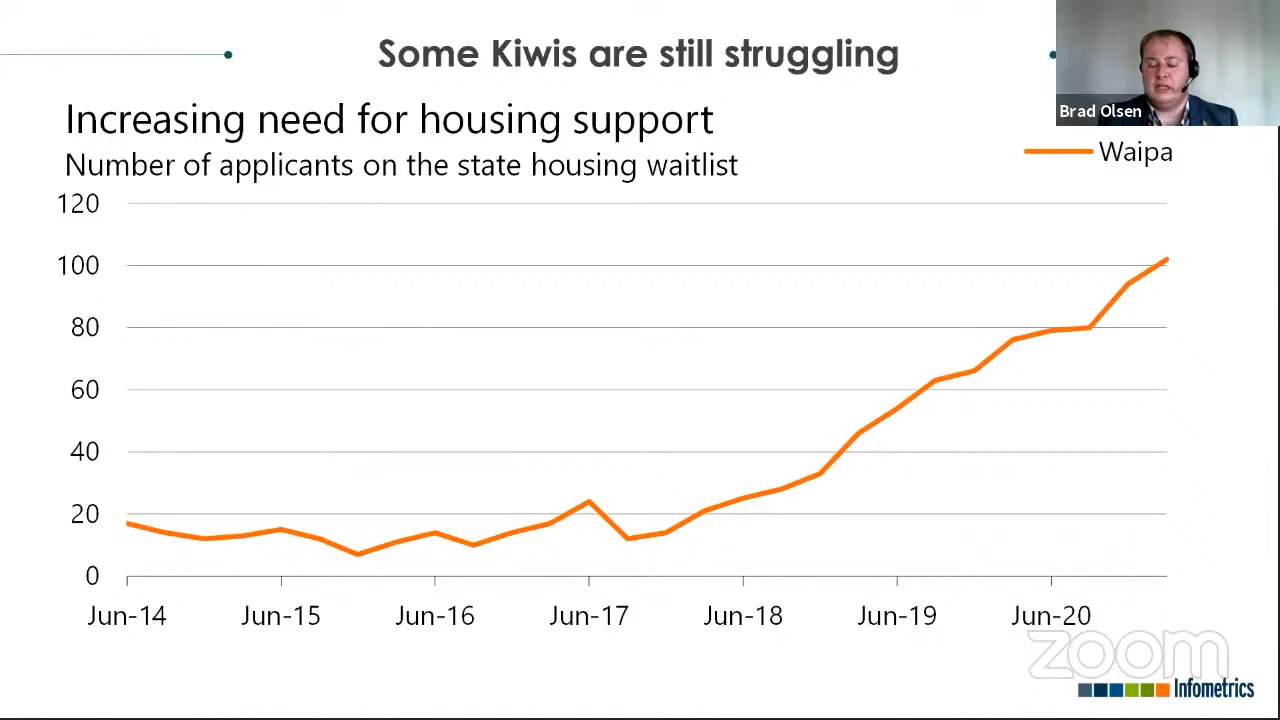 Some Kiwis are still struggling
Brad Olsen
Increasing need for housing support
Number of applicants on the state housing waitlist
Waipa
120
100
80
60
40
20
0
Jun-14 Jun-15 Jun-16 Jun-17 Jun-18 Jun-19 Jun-20
zoom
Infometrics